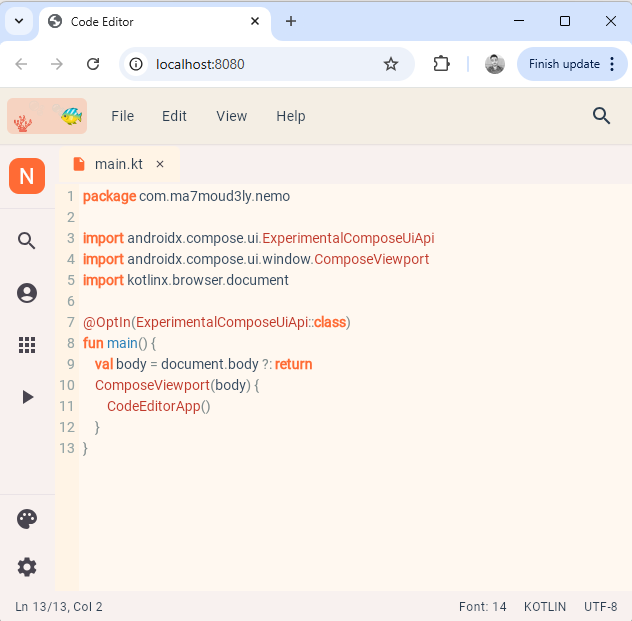 Code Editor
localhost:8080
Finish update
File Edit View Help
N
main.kt
1 package com.ma7moud3ly.nemo
2
3 import androidx.compose.ui.ExperimentalComposeUiApi
4 import androidx.compose.ui.window.ComposeViewport
5 import kotlinx.browser.document
6
7 @OptIn(ExperimentalComposeUiApi::class)
8 fun main() {
9 val body = document.body ?: return
10 ComposeViewport(body) {
11 CodeEditorApp()
12 }
13 }
Ln 13/13, Col 2 Font: 14 KOTLIN UTF-8